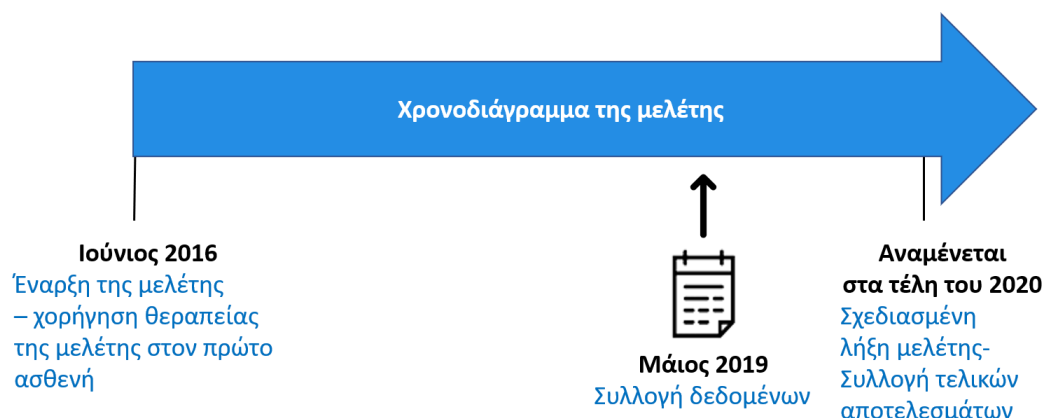 Χρονοδιάγραμμα της μελέτης
Ιούνιος 2016
Έναρξη της μελέτης
– χορήγηση θεραπείας
της μελέτης στον πρώτο
ασθενή
Μάιος 2019
Συλλογή δεδομένων
Αναμένεται
στα τέλη του 2020
Σχεδιασμένη
λήξη μελέτης-
Συλλογή τελικών
αποτελεσμάτων